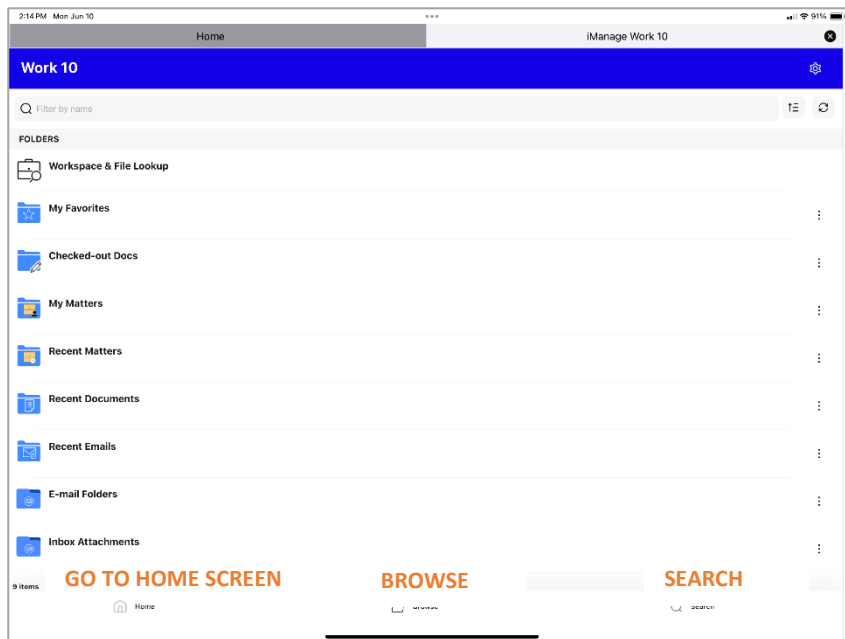 2:14 PM Mon Jun 10 91%
Home iManage Work 10
Work 10
Filter by name
FOLDERS
Workspace & File Lookup
My Favorites
Checked-out Docs
My Matters
Recent Matters
Recent Documents
Recent Emails
E-mail Folders
Inbox Attachments
9 items GO TO HOME SCREEN BROWSE SEARCH
Home Browse Search